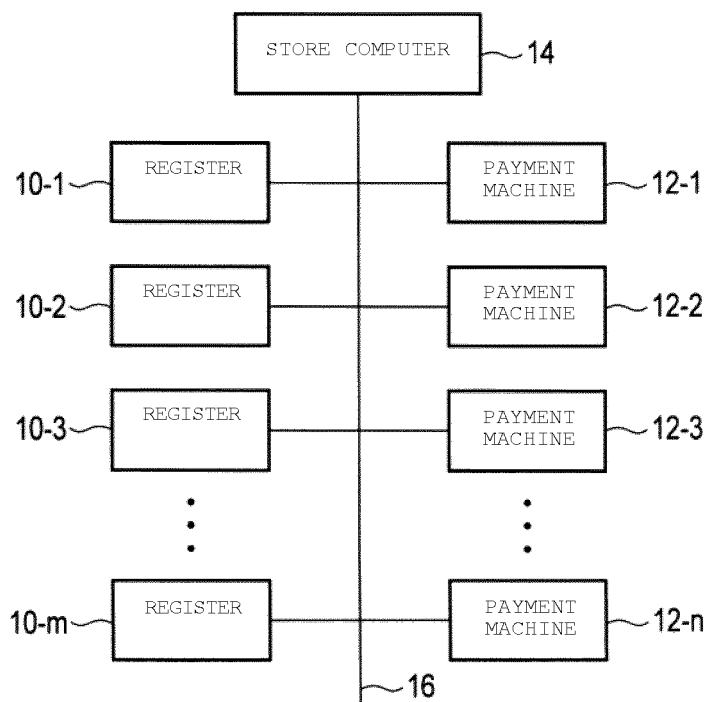 STORE COMPUTER
14
10-1
REGISTER
PAYMENT
MACHINE
12-1
10-2
REGISTER
PAYMENT
MACHINE
12-2
10-3
REGISTER
PAYMENT
MACHINE
12-3
10-m
REGISTER
PAYMENT
MACHINE
12-n
16